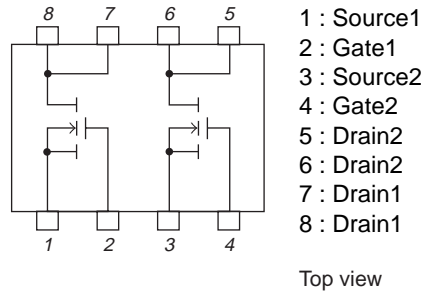 8 7 6 5
1 2 3 4
1 : Source1
2 : Gate1
3 : Source2
4 : Gate2
5 : Drain2
6 : Drain2
7 : Drain1
8 : Drain1
Top view